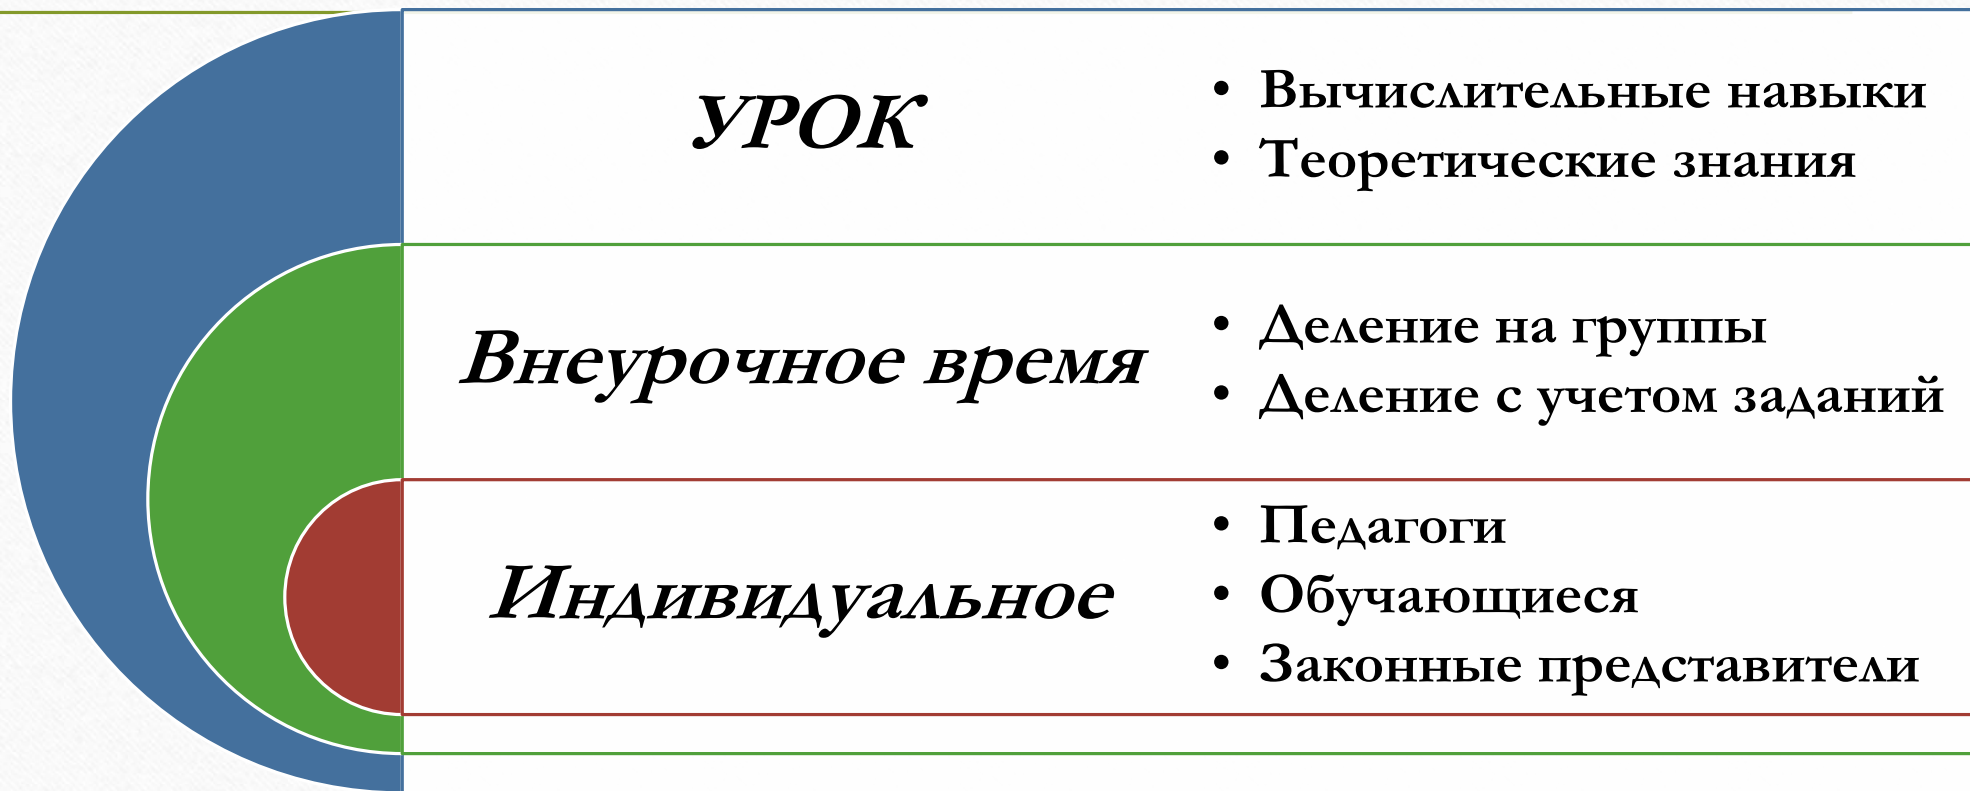 УРОК
• Вычислительные навыки
• Теоретические знания
Внеурочное время
• Деление на группы
• Деление с учетом заданий
Индивидуальное
• Педагоги
• Обучающиеся
• Законные представители